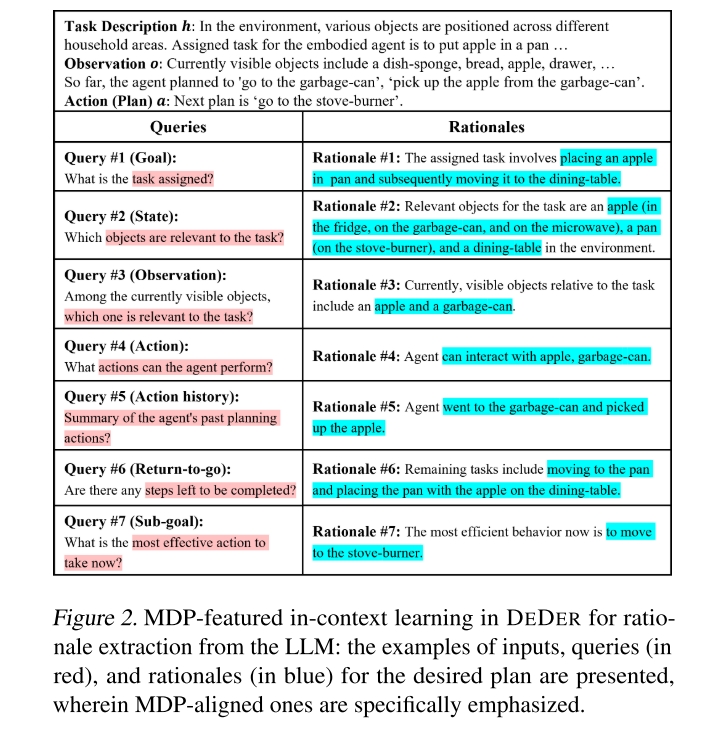 Task Description h: In the environment, various objects are positioned across different
household areas. Assigned task for the embodied agent is to put apple in a pan …
Observation o: Currently visible objects include a dish-sponge, bread, apple, drawer, …
So far, the agent planned to 'go to the garbage-can', ‘pick up the apple from the garbage-can’.
Action (Plan) a: Next plan is ‘go to the stove-burner’.
Queries
Rationales
Query #1 (Goal):
What is the task assigned?
Rationale #1: The assigned task involves placing an apple
in pan and subsequently moving it to the dining-table.
Query #2 (State):
Which objects are relevant to the task?
Rationale #2: Relevant objects for the task are an apple (in
the fridge, on the garbage-can, and on the microwave), a pan
(on the stove-burner), and a dining-table in the environment.
Query #3 (Observation):
Among the currently visible objects,
which one is relevant to the task?
Rationale #3: Currently, visible objects relative to the task
include an apple and a garbage-can.
Query #4 (Action):
What actions can the agent perform?
Rationale #4: Agent can interact with apple, garbage-can.
Query #5 (Action history):
Summary of the agent's past planning
actions?
Rationale #5: Agent went to the garbage-can and picked
up the apple.
Query #6 (Return-to-go):
Are there any steps left to be completed?
Rationale #6: Remaining tasks include moving to the pan
and placing the pan with the apple on the dining-table.
Query #7 (Sub-goal):
What is the most effective action to
take now?
Rationale #7: The most efficient behavior now is to move
to the stove-burner.
Figure 2. MDP-featured in-context learning in DEDER for ratio-
nale extraction from the LLM: the examples of inputs, queries (in
red), and rationales (in blue) for the desired plan are presented,
wherein MDP-aligned ones are specifically emphasized.